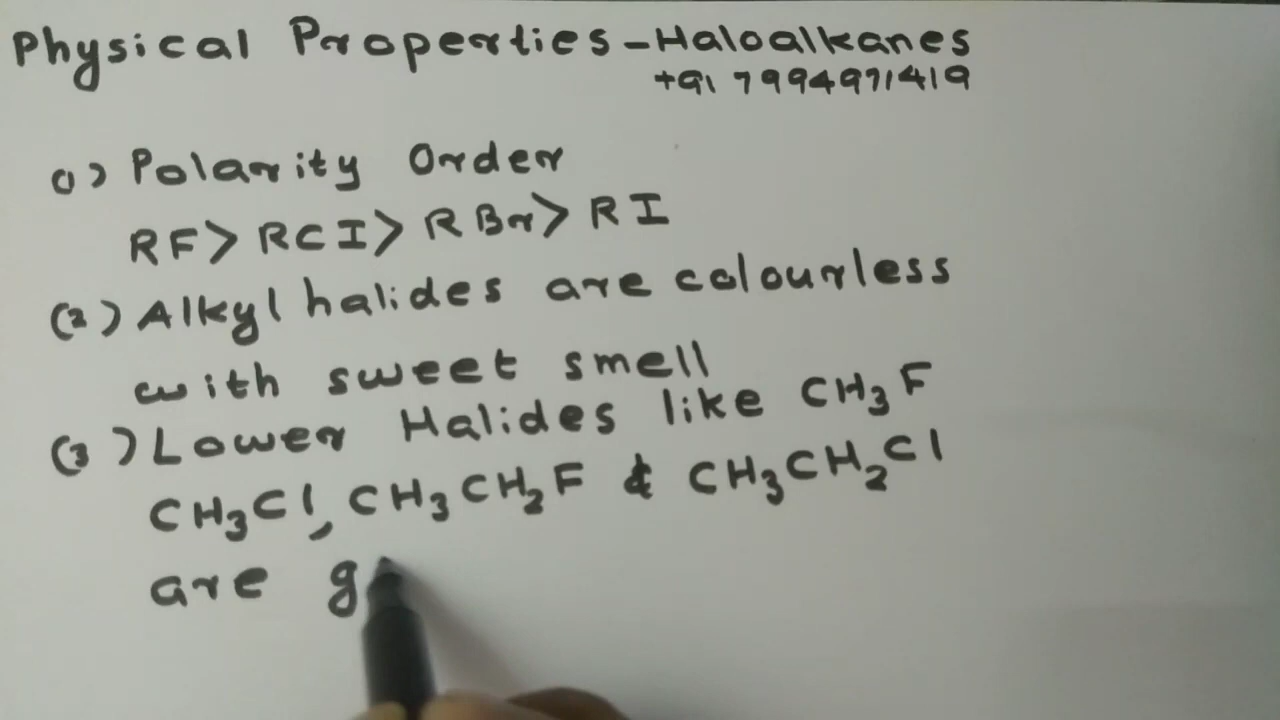 Physical Properties - Haloalkanes
+91 7994971419
(1) Polarity Order
RF > RCI > RBr > RI
(2) Alkyl halides are colourless
with sweet smell
(3) Lower Halides like CH3F
CH3Cl, CH3CH2F & CH3CH2Cl
are g